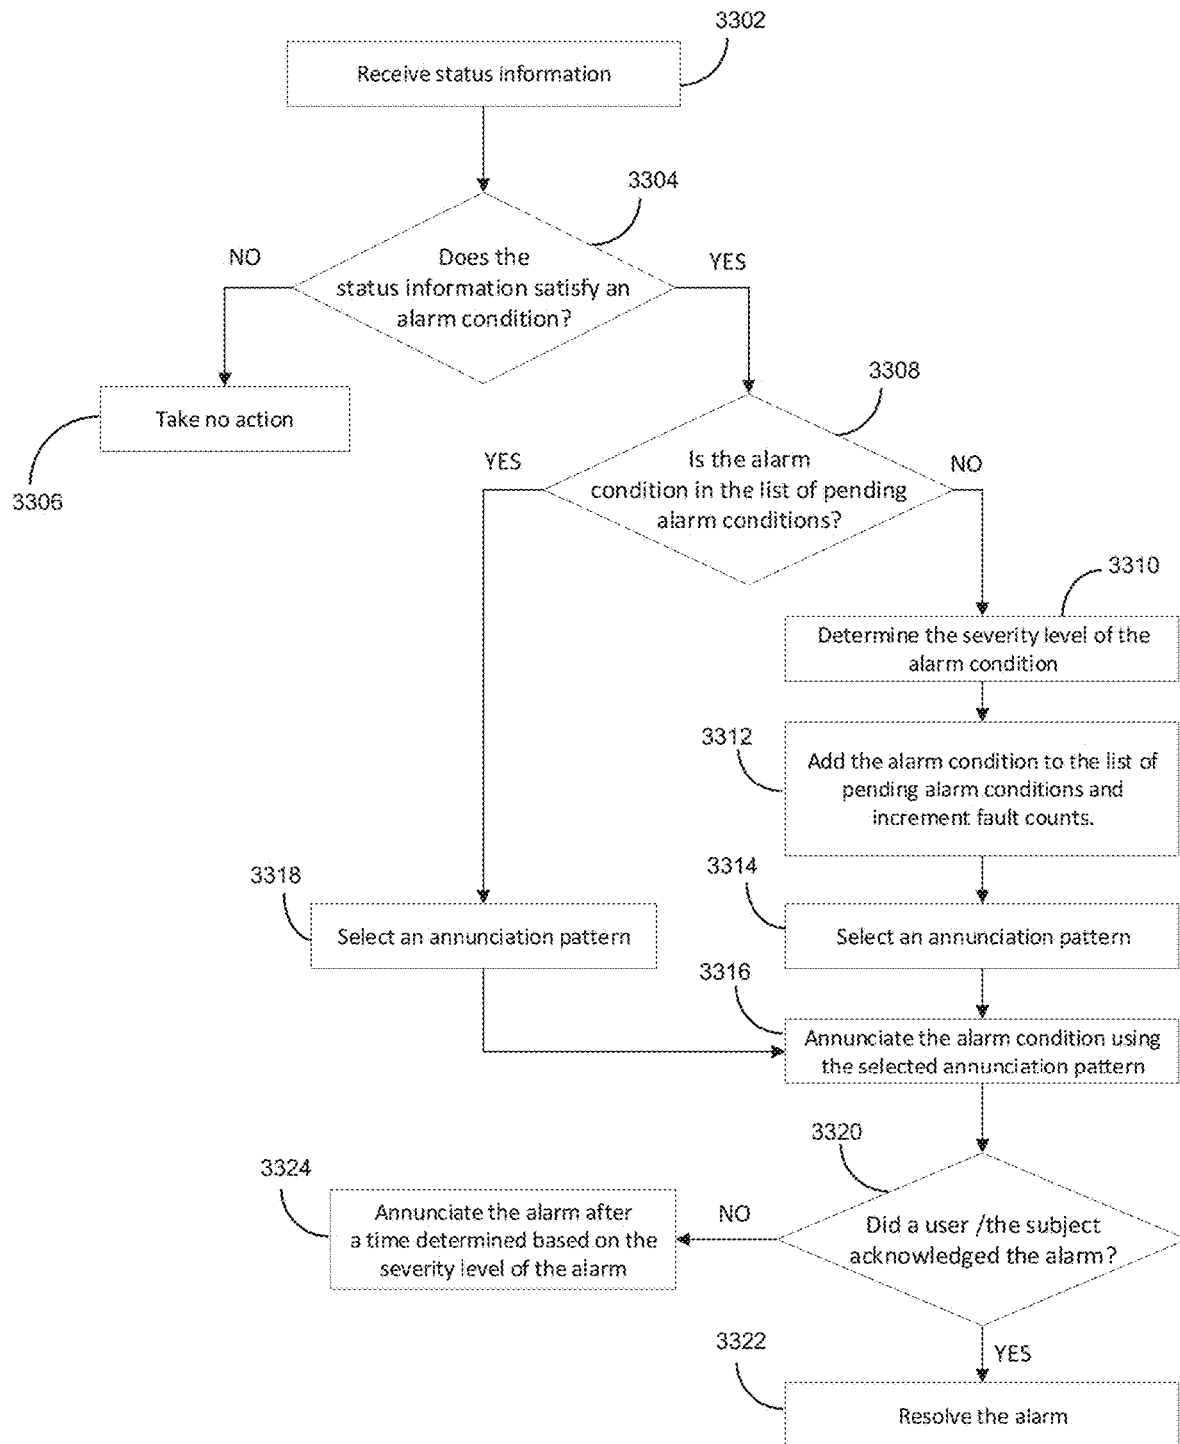 3302
Receive status information
3304
NO
YES
Does the
status information satisfy an
alarm condition?
3308
Take no action
3306
YES
NO
Is the alarm
condition in the list of pending
alarm conditions?
3310
Determine the severity level of the
alarm condition
3312
Add the alarm condition to the list of
pending alarm conditions and
increment fault counts.
3318
3314
Select an annunciation pattern
Select an annunciation pattern
3316
Annunciate the alarm condition using
the selected annunciation pattern
3320
3324
NO
Annunciate the alarm after
a time determined based on the
severity level of the alarm
Did a user /the subject
acknowledged the alarm?
3322
YES
Resolve the alarm